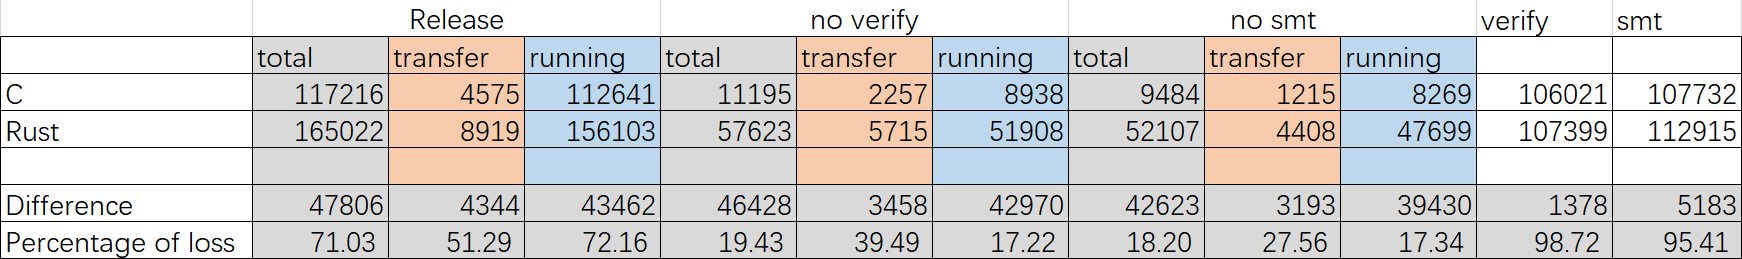 Release no verify no smt verify smt
total transfer running total transfer running total transfer running
C 117216 4575 112641 11195 2257 8938 9484 1215 8269 106021 107732
Rust 165022 8919 156103 57623 5715 51908 52107 4408 47699 107399 112915
Difference 47806 4344 43462 46428 3458 42970 42623 3193 39430 1378 5183
Percentage of loss 71.03 51.29 72.16 19.43 39.49 17.22 18.20 27.56 17.34 98.72 95.41